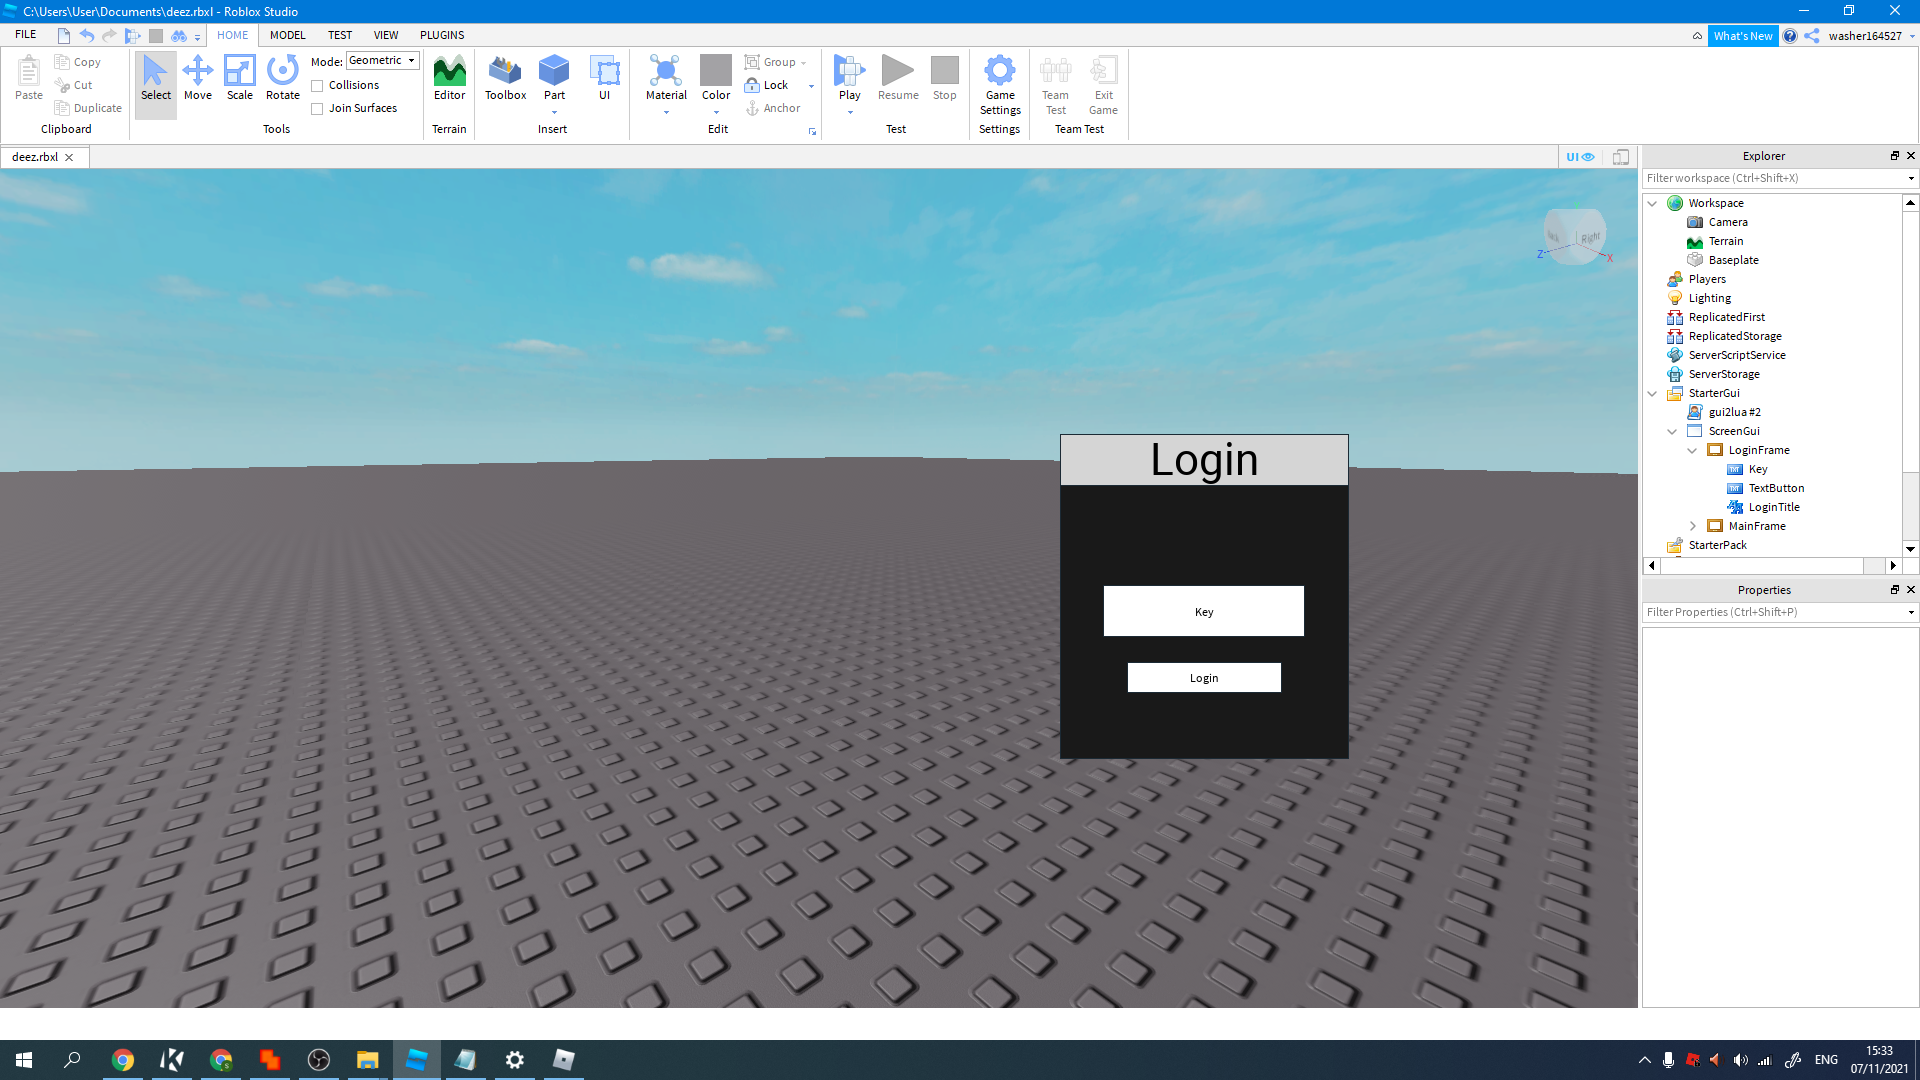 C:\Users\User\Documents\deez.rbxl - Roblox Studio
FILE HOME MODEL TEST VIEW PLUGINS What's New washer164527
Paste Copy Cut Duplicate Clipboard
Select Move Scale Rotate Mode: Geometric Collisions Join Surfaces Tools
Editor Terrain
Toolbox Part UI Insert
Material Color Group Lock Anchor Edit
Play Resume Stop Test
Game Settings Settings
Team Test Exit Game Team Test
deez.rbxl
UI
Right
Z
X
Login
Key
Login
Explorer
Filter workspace (Ctrl+Shift+X)
Workspace
Camera
Terrain
Baseplate
Players
Lighting
ReplicatedFirst
ReplicatedStorage
ServerScriptService
ServerStorage
StarterGui
gui2lua #2
ScreenGui
LoginFrame
Key
TextButton
LoginTitle
MainFrame
StarterPack
Properties
Filter Properties (Ctrl+Shift+P)
ENG
15:33
07/11/2021